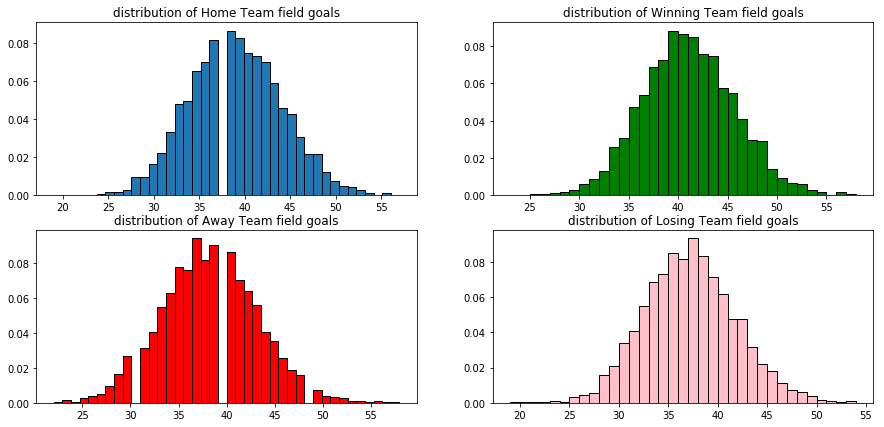 distribution of Home Team field goals
0.08
0.06
0.04
0.02
0.00
20 25 30 35 40 45 50 55
distribution of Winning Team field goals
0.08
0.06
0.04
0.02
0.00
25 30 35 40 45 50 55
distribution of Away Team field goals
0.08
0.06
0.04
0.02
0.00
25 30 35 40 45 50 55
distribution of Losing Team field goals
0.08
0.06
0.04
0.02
0.00
20 25 30 35 40 45 50 55